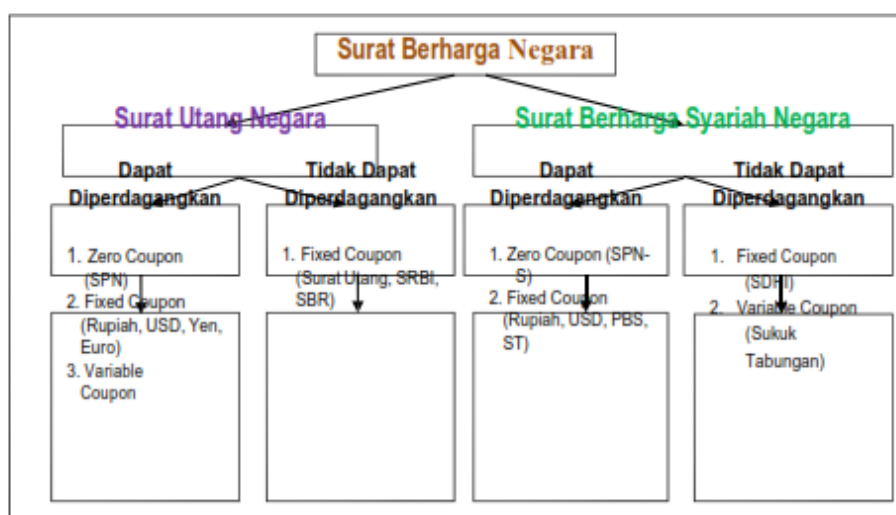 Surat Berharga Negara
Surat Utang Negara
Surat Berharga Syariah Negara
Dapat
Diperdagangkan
Tidak Dapat
Diperdagangkan
Dapat
Diperdagangkan
Tidak Dapat
Diperdagangkan
1. Zero Coupon
(SPN)
2. Fixed Coupon
(Rupiah, USD, Yen,
Euro)
3. Variable
Coupon
1. Fixed Coupon
(Surat Utang, SRBI,
SBR)
1. Zero Coupon (SPN-
S)
2. Fixed Coupon
(Rupiah, USD, PBS,
ST)
1. Fixed Coupon
(SDHI)
2. Variable Coupon
(Sukuk
Tabungan)